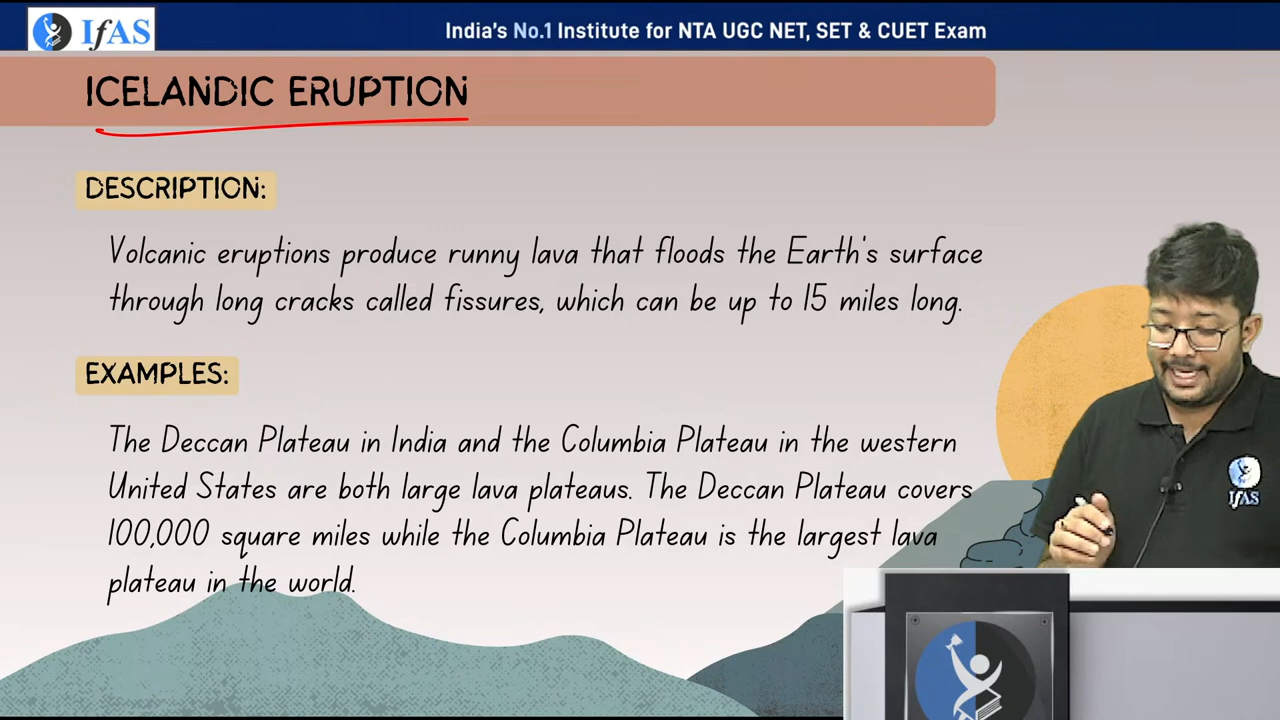 IfAS
India's No.1 Institute for NTA UGC NET, SET & CUET Exam
ICELANDIC ERUPTION
DESCRIPTION:
Volcanic eruptions produce runny lava that floods the Earth's surface
through long cracks called fissures, which can be up to 15 miles long.
EXAMPLES:
The Deccan Plateau in India and the Columbia Plateau in the western
United States are both large lava plateaus. The Deccan Plateau covers
100,000 square miles while the Columbia Plateau is the largest lava
plateau in the world.
IFAS